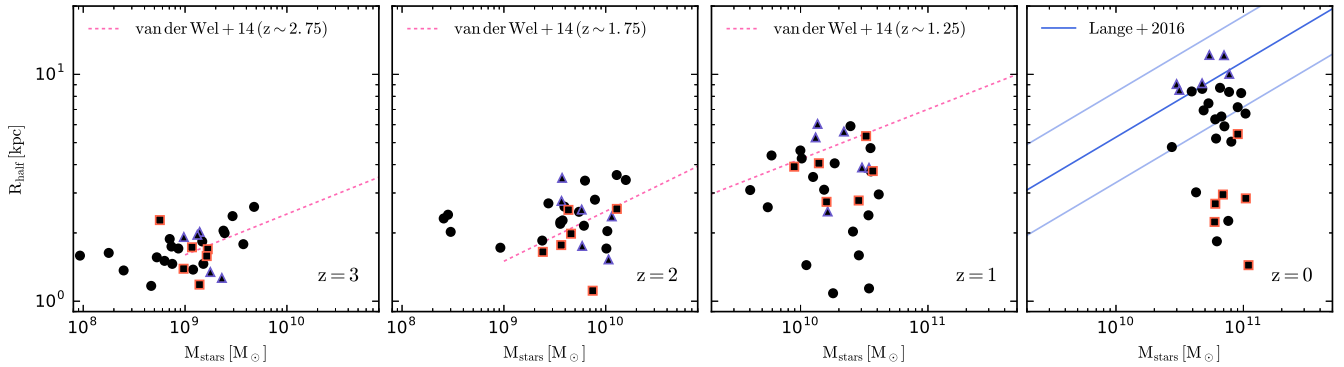 van der Wel + 14 (z ∼ 2.75)
van der Wel + 14 (z ∼ 1.75)
van der Wel + 14 (z ∼ 1.25)
Lange + 2016
10¹
10⁰
R_half [kpc]
z = 3
z = 2
z = 1
z = 0
10⁸ 10⁹ 10¹⁰
10⁸ 10⁹ 10¹⁰
10¹⁰ 10¹¹
10¹⁰ 10¹¹
M_stars [M_⊙]
M_stars [M_⊙]
M_stars [M_⊙]
M_stars [M_⊙]